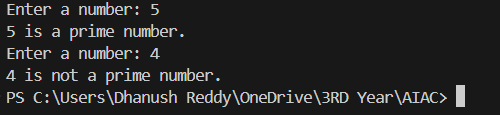 Enter a number: 5
5 is a prime number.
Enter a number: 4
4 is not a prime number.
PS C:\Users\Dhanush Reddy\OneDrive\3RD Year\AIAC>